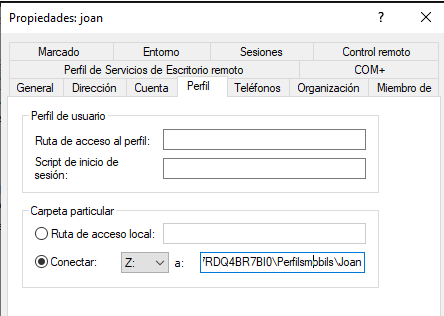 Propiedades: joan
?
Marcado Entorno Sesiones Control remoto
Perfil de Servicios de Escritorio remoto COM+
General Dirección Cuenta Perfil Teléfonos Organización Miembro de
Perfil de usuario
Ruta de acceso al perfil:
Script de inicio de
sesión:
Carpeta particular
Ruta de acceso local:
Conectar: Z: a: 7RDQ4BR7BI0\Perfilsmobils\Joan